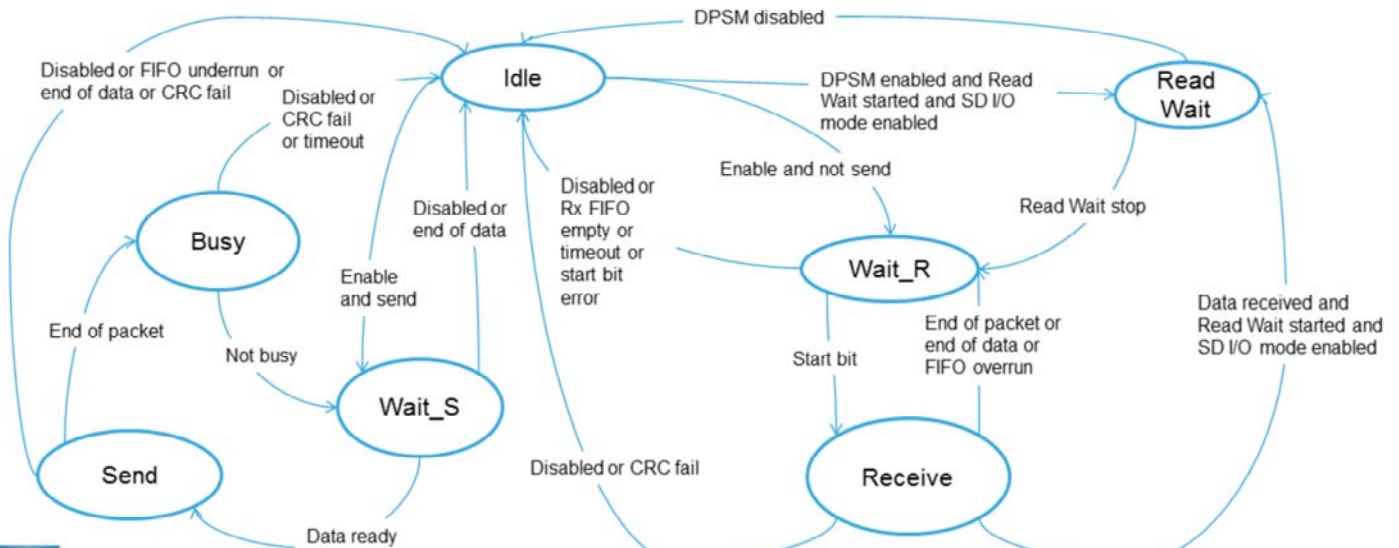 DPSM disabled
Idle
Disabled or FIFO underrun or
end of data or CRC fail
Disabled or
CRC fail
or timeout
DPSM enabled and Read
Wait started and SD I/O
mode enabled
Read
Wait
Enable and not send
Disabled or
Rx FIFO
empty or
timeout or
start bit
error
Disabled or
end of data
Read Wait stop
Busy
Wait_R
Enable
and send
End of packet
Not busy
Start bit
End of packet or
end of data or
FIFO overrun
Data received and
Read Wait started and
SD I/O mode enabled
Wait_S
Send
Disabled or CRC fail
Receive
Data ready